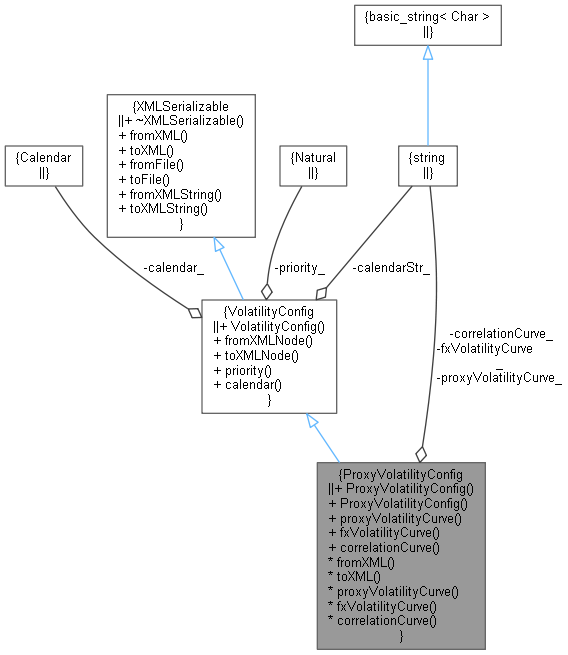 {basic_string< Char >
||}
{XMLSerializable
||+ ~XMLSerializable()
+ fromXML()
+ toXML()
+ fromFile()
+ toFile()
+ fromXMLString()
+ toXMLString()
}
{Calendar
||}
{Natural
||}
{string
||}
-calendar_
-priority_
-calendarStr_
{VolatilityConfig
||+ VolatilityConfig()
+ fromXMLNode()
+ toXMLNode()
+ priority()
+ calendar()
}
-correlationCurve_
-fxVolatilityCurve
_
-proxyVolatilityCurve_
{ProxyVolatilityConfig
||+ ProxyVolatilityConfig()
+ ProxyVolatilityConfig()
+ proxyVolatilityCurve()
+ fxVolatilityCurve()
+ correlationCurve()
* fromXML()
* toXML()
* proxyVolatilityCurve()
* fxVolatilityCurve()
* correlationCurve()
}